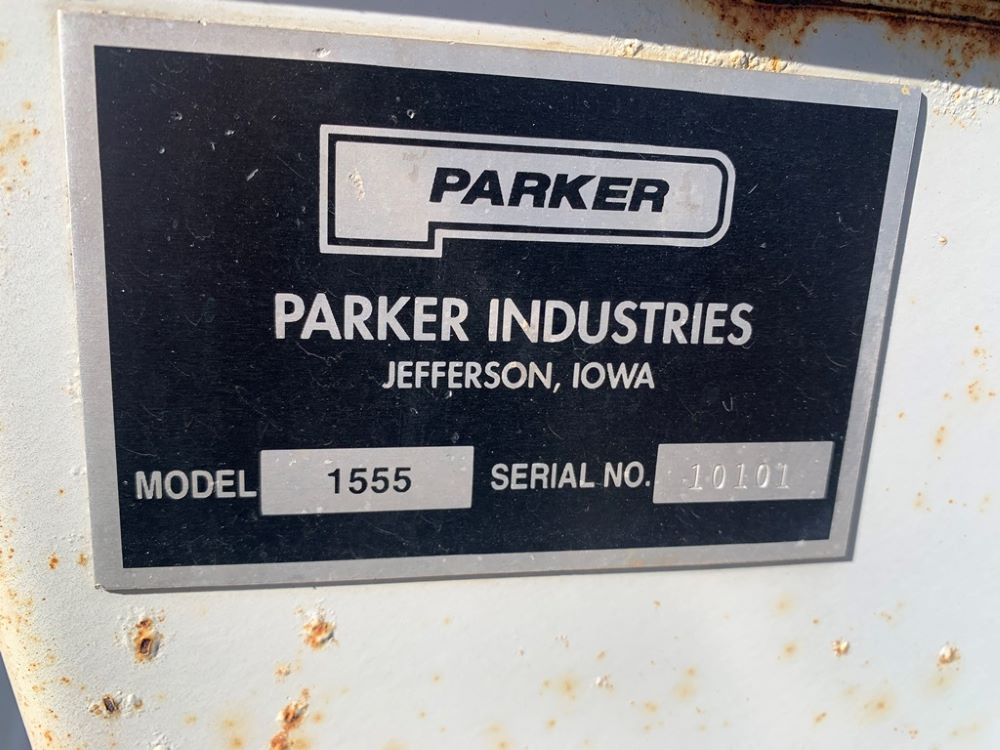 PARKER
PARKER INDUSTRIES
JEFFERSON, IOWA
MODEL 1555 SERIAL NO. 10101